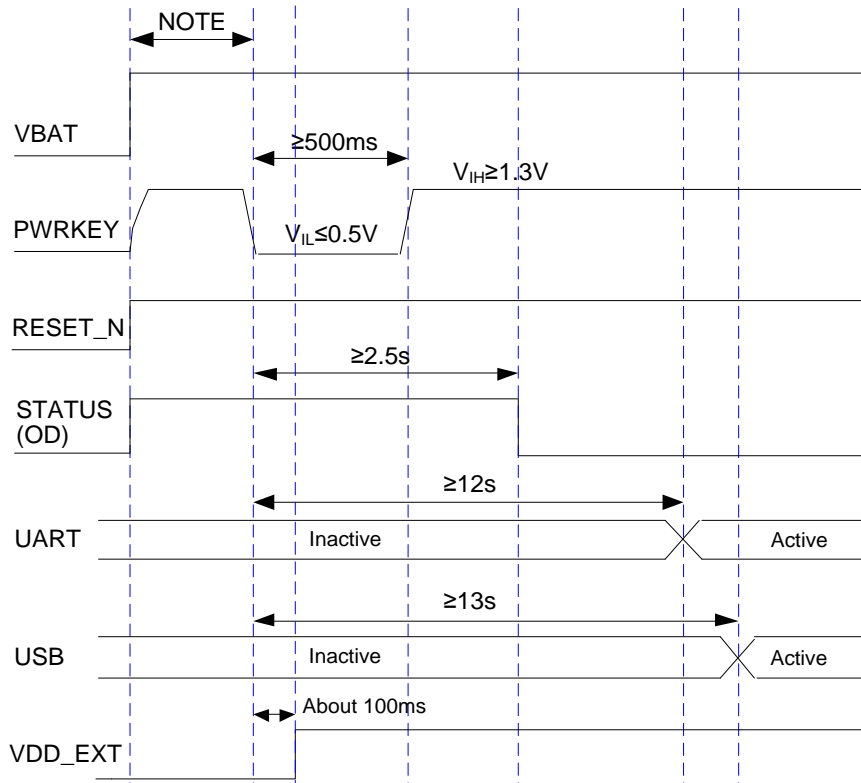 NOTE
VBAT
≥500ms
VIH≥1.3V
PWRKEY
VIL≤0.5V
RESET_N
≥2.5s
STATUS
(OD)
≥12s
UART
Inactive
Active
≥13s
USB
Inactive
Active
About 100ms
VDD_EXT